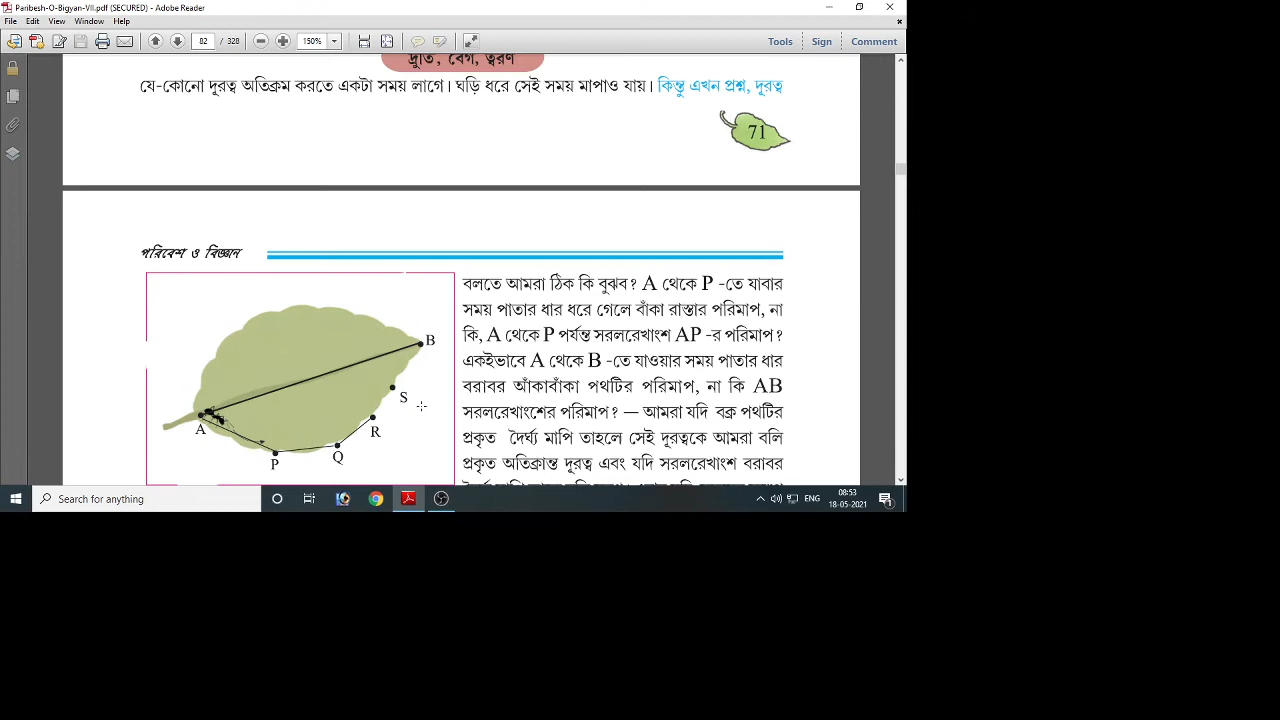 Paribesh-O-Bigyan-VII.pdf (SECURED) - Adobe Reader
File Edit View Window Help
82 / 328 150% Tools Sign Comment
দ্রুতি, বেগ, ত্বরণ
যে-কোনো দূরত্ব অতিক্রম করতে একটা সময় লাগে। ঘড়ি ধরে সেই সময় মাপাও যায়। কিন্তু এখন প্রশ্ন, দূরত্ব
71
পরিবেশ ও বিজ্ঞান
বলতে আমরা ঠিক কি বুঝব? A থেকে P -তে যাবার
সময় পাতার ধার ধরে গেলে বাঁকা রাস্তার পরিমাপ, না
কি, A থেকে P পর্যন্ত সরলরেখাংশ AP -র পরিমাপ?
একইভাবে A থেকে B -তে যাওয়ার সময় পাতার ধার
বরাবর আঁকাবাঁকা পথটির পরিমাপ, না কি AB
সরলরেখাংশের পরিমাপ? — আমরা যদি বক্র পথটির
প্রকৃত দৈর্ঘ্য মাপি তাহলে সেই দূরত্বকে আমরা বলি
প্রকৃত অতিক্রান্ত দূরত্ব এবং যদি সরলরেখাংশ বরাবর
B
S
A
R
Q
P
Search for anything
ENG
08:53
18-05-2021
1